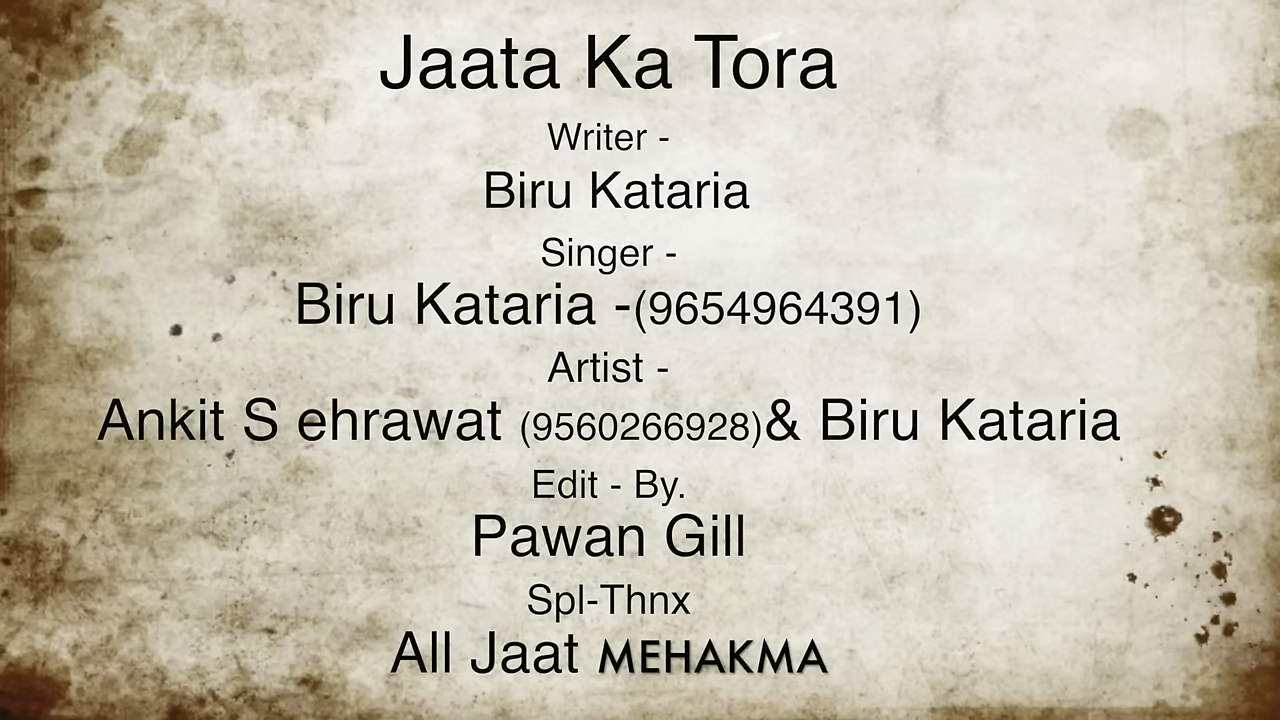 Jaata Ka Tora
Writer -
Biru Kataria
Singer -
Biru Kataria -(9654964391)
Artist -
Ankit S ehrawat (9560266928)& Biru Kataria
Edit - By.
Pawan Gill
Spl-Thnx
All Jaat MEHAKMA